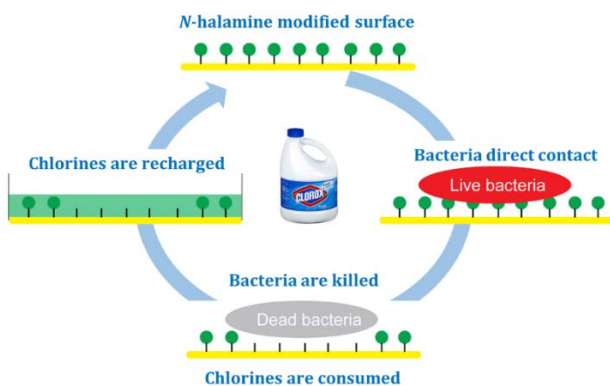 N-halamine modified surface
Chlorines are recharged
Bacteria direct contact
Live bacteria
CLOROX
Bacteria are killed
Dead bacteria
Chlorines are consumed